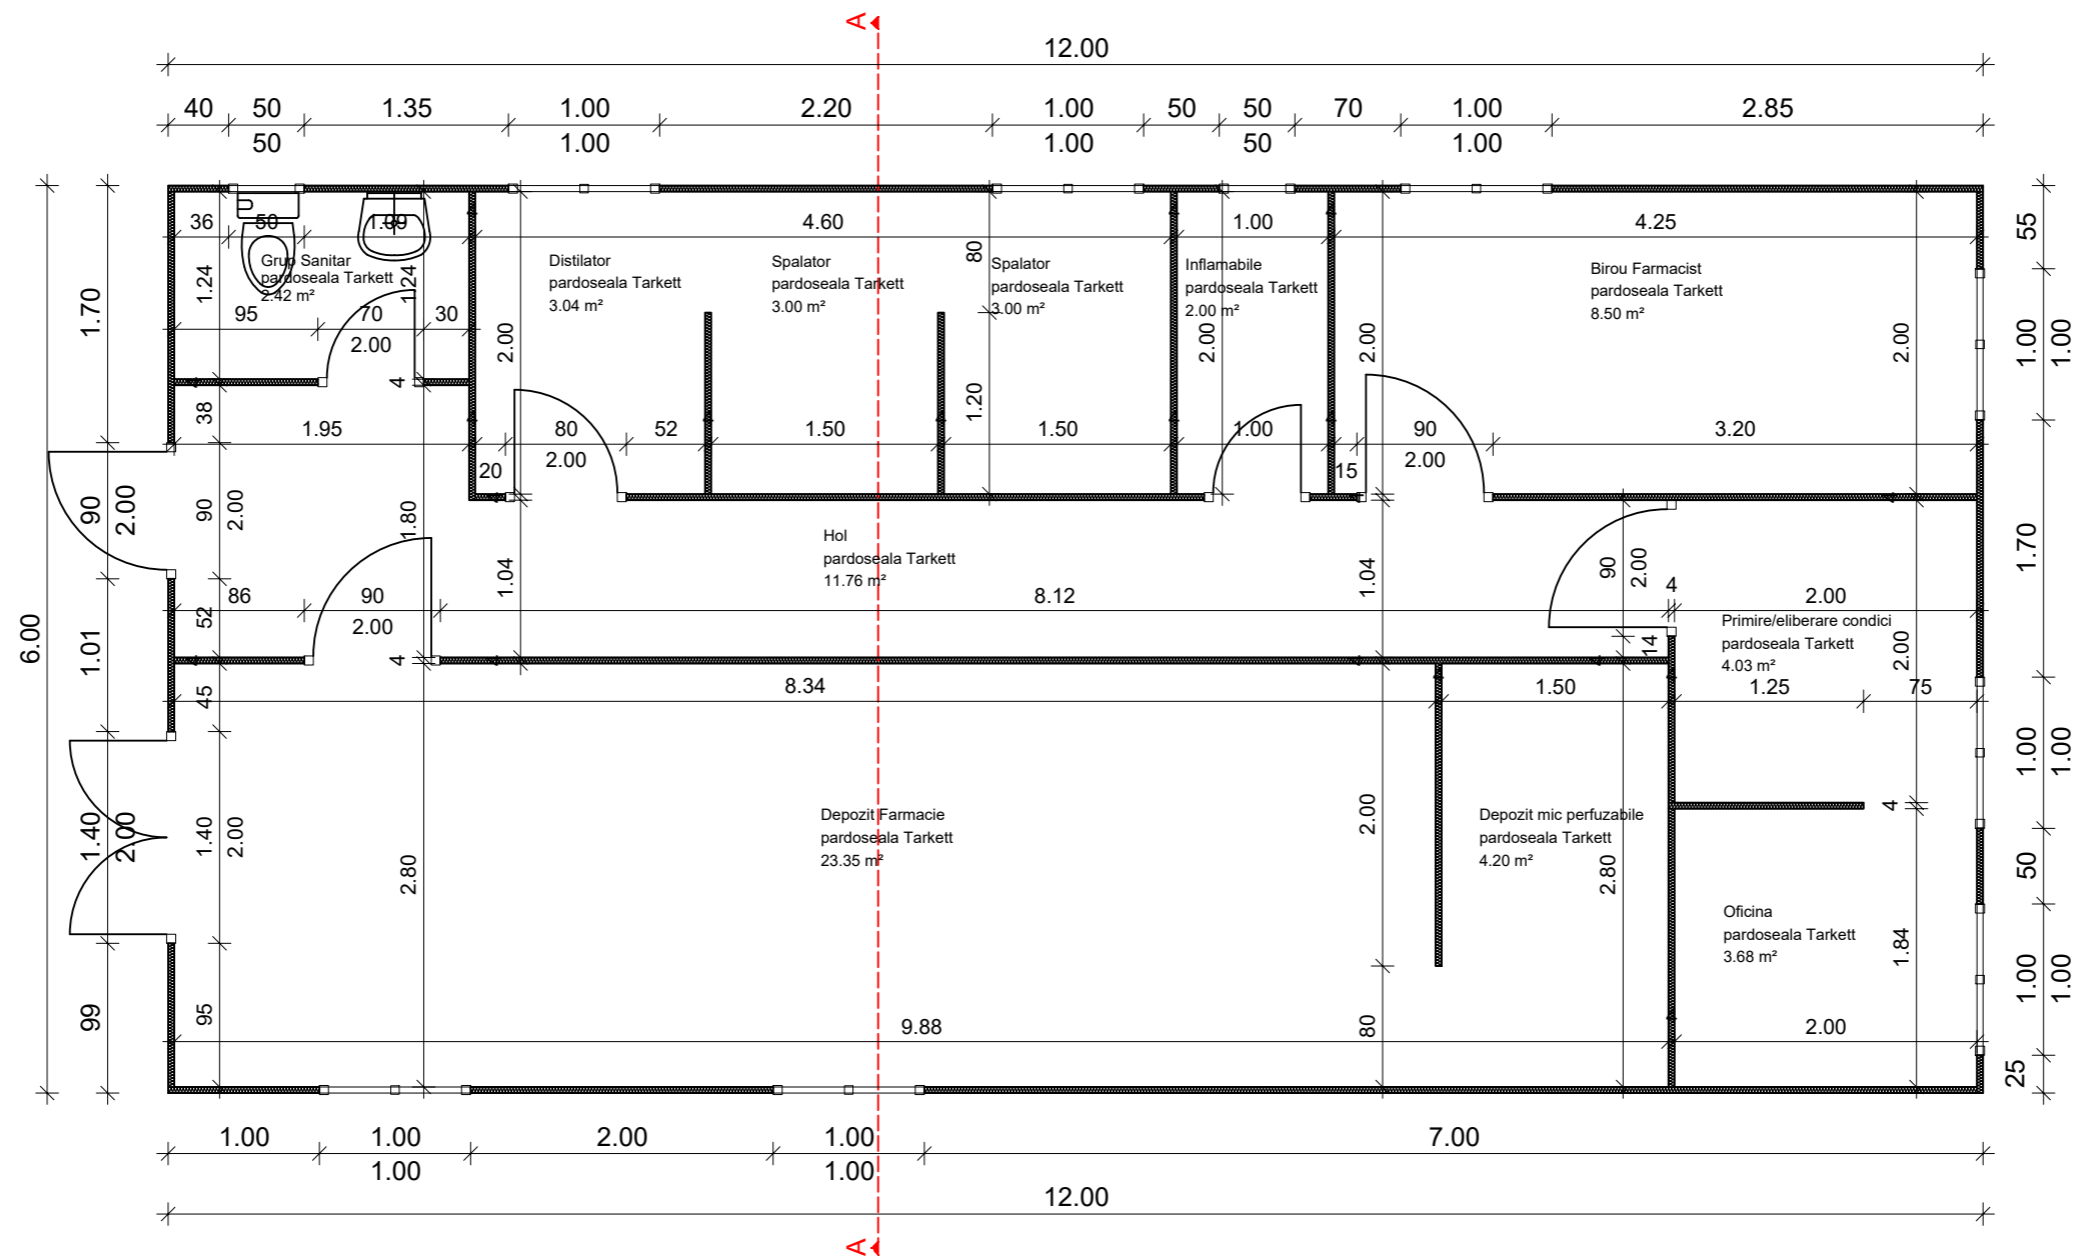 A
12.00
40 50 1.35 1.00 2.20 1.00 50 50 70 1.00 2.85
50 1.00 1.00 50 1.00
36 50 1.09 4.60 1.00 4.25
80
55
Grup Sanitar
pardoseala Tarkett
2.42 m²
1.24
1.24
Distilator
pardoseala Tarkett
3.04 m²
Spalator
pardoseala Tarkett
3.00 m²
Spalator
pardoseala Tarkett
3.00 m²
Inflamabile
pardoseala Tarkett
2.00 m²
Birou Farmacist
pardoseala Tarkett
8.50 m²
1.70
95 70 30
2.00
2.00
2.00
2.00
2.00
1.00
1.00
4
4
38
1.20
1.95 80 52 1.50 1.50 1.00 90 3.20
2.00 2.00
20 15
4
90
2.00
90
2.00
1.80
Hol
pardoseala Tarkett
11.76 m²
1.04
1.04
90
2.00
1.70
4
86 90 8.12 2.00
2.00
52
14
6.00
1.01
Primire/eliberare condici
pardoseala Tarkett
4.03 m²
2.00
4
4
4
4
4
45
8.34 1.50 1.25 75
1.00
1.00
1.40
2.00
1.40
2.00
2.80
Depozit Farmacie
pardoseala Tarkett
23.35 m²
2.00
Depozit mic perfuzabile
pardoseala Tarkett
4.20 m²
2.80
4
50
Oficina
pardoseala Tarkett
3.68 m²
1.84
1.00
1.00
99
95
9.88 2.00
80
25
1.00 1.00 2.00 1.00 7.00
1.00 1.00
12.00
A